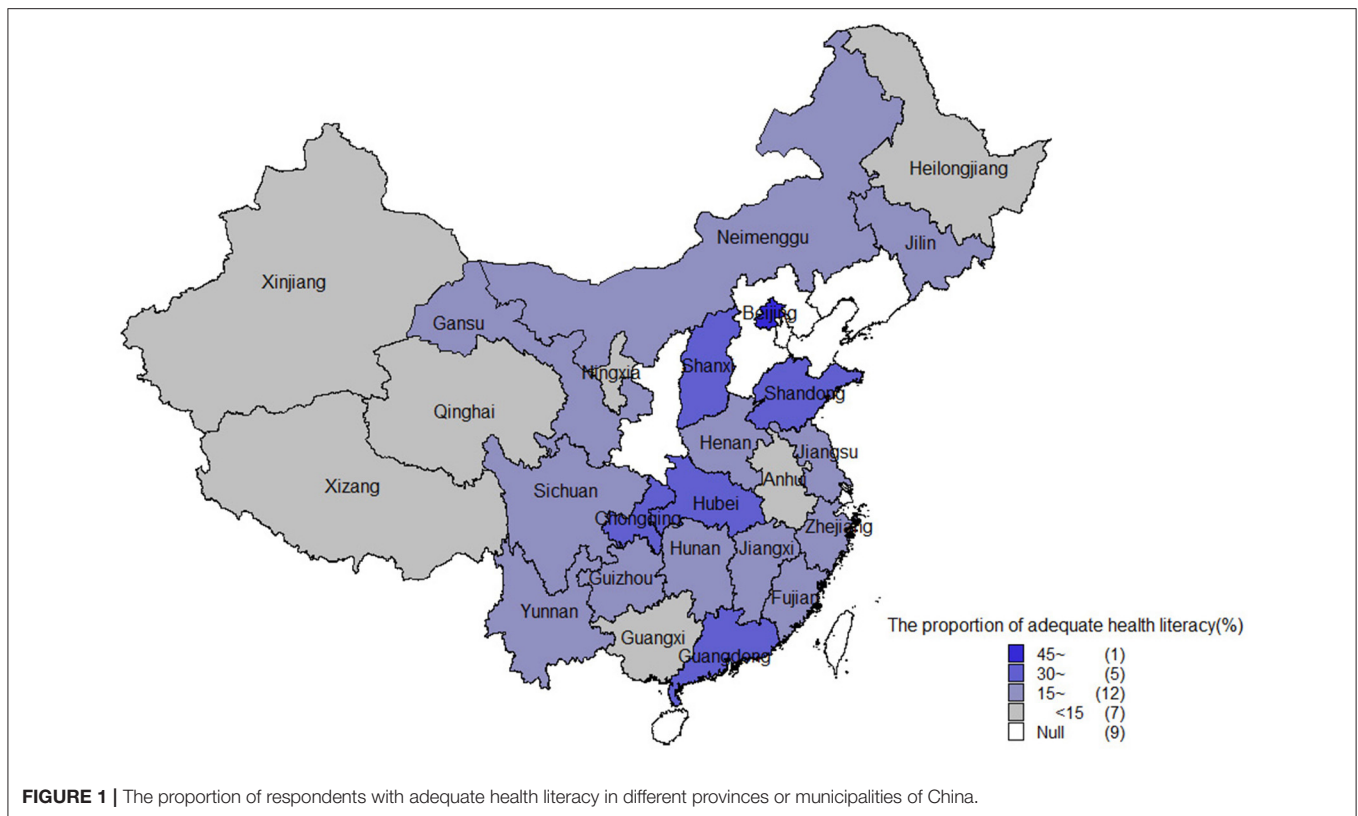 Heilongjiang
Neimenggu
Jilin
Xinjiang
Beijing
Gansu
Shanxi
Ningxia
Shandong
Qinghai
Henan
Jiangsu
Anhui
Xizang
Sichuan
Hubei
Chongqing
Zhejiang
Hunan
Jiangxi
Guizhou
Fujian
Yunnan
Guangxi
Guangdong
The proportion of adequate health literacy(%)
45~ (1)
30~ (5)
15~ (12)
<15 (7)
Null (9)
FIGURE 1 | The proportion of respondents with adequate health literacy in different provinces or municipalities of China.